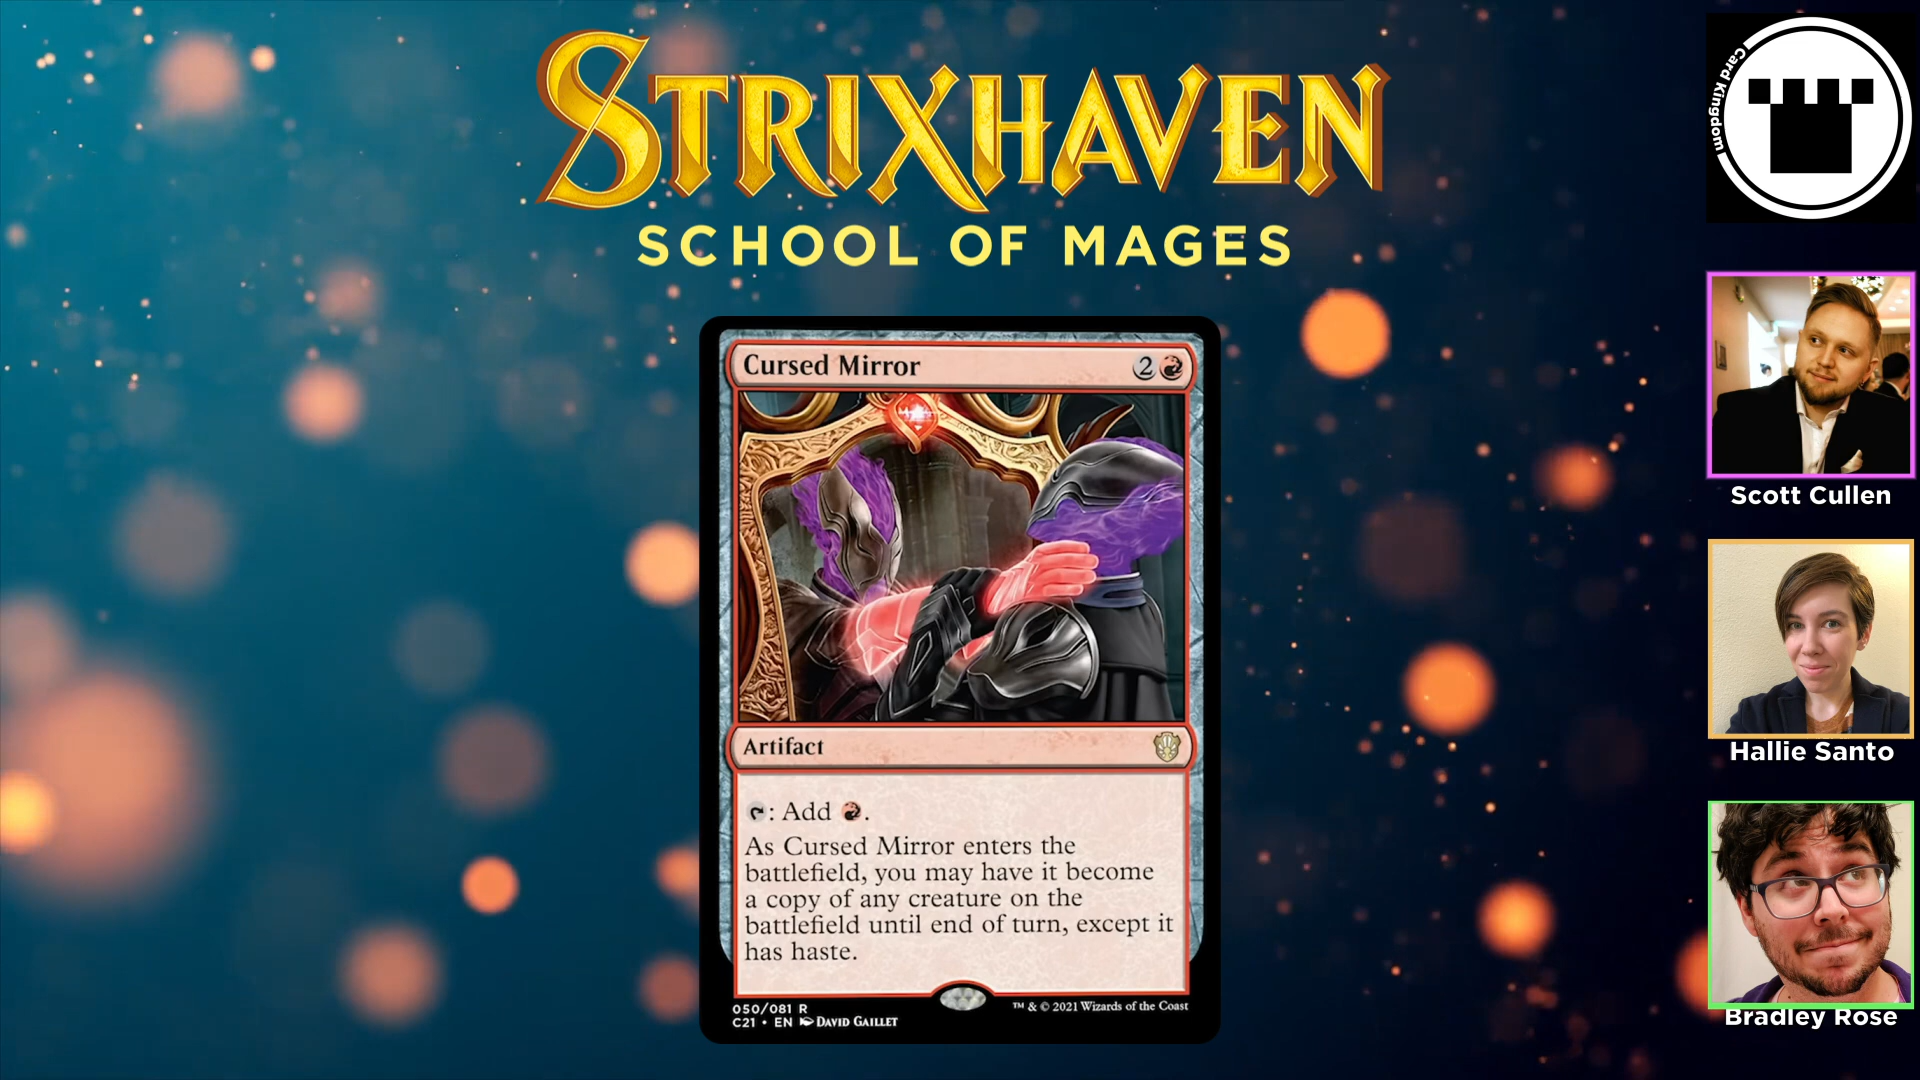 STRIXHAVEN
SCHOOL OF MAGES
Card Kingdom
Cursed Mirror 2
Artifact
: Add .
As Cursed Mirror enters the
battlefield, you may have it become
a copy of any creature on the
battlefield until end of turn, except it
has haste.
050/081 R
C21 • EN DAVID GAILLET
™ & © 2021 Wizards of the Coast
Scott Cullen
Hallie Santo
Bradley Rose